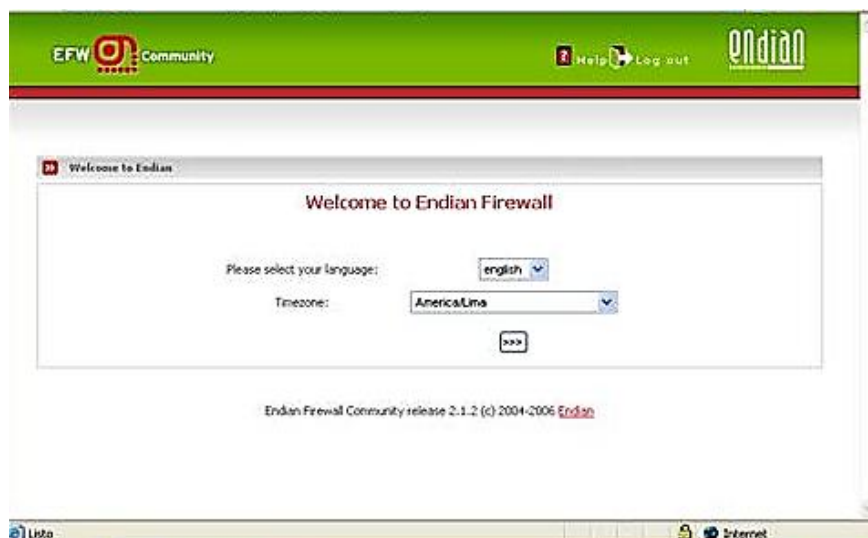 EFW Community
Help Log out
endian
Welcome to Endian
Welcome to Endian Firewall
Please select your language: english
Timezone: America/Lima
>>>
Endian Firewall Community release 2.1.2 (c) 2004-2006 Endian
Listo
Internet